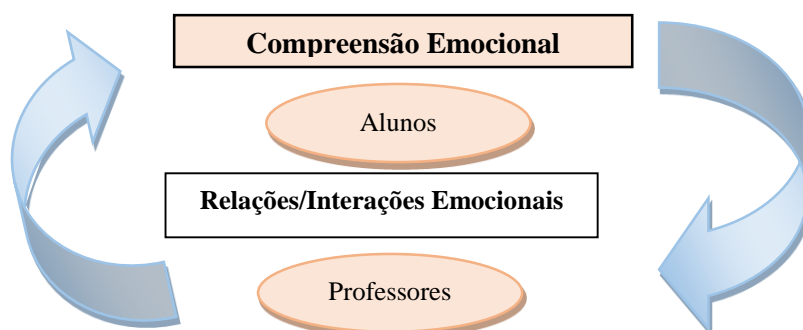 Compreensão Emocional
Alunos
Relações/Interações Emocionais
Professores